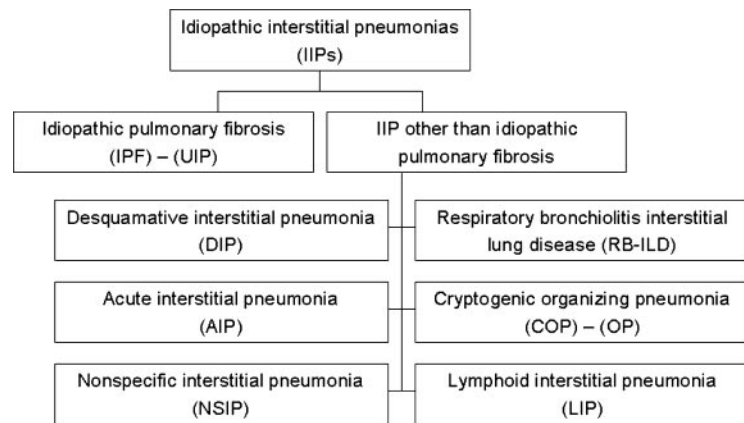 Idiopathic interstitial pneumonias
(IIPs)
Idiopathic pulmonary fibrosis
(IPF) – (UIP)
IIP other than idiopathic
pulmonary fibrosis
Desquamative interstitial pneumonia
(DIP)
Respiratory bronchiolitis interstitial
lung disease (RB-ILD)
Acute interstitial pneumonia
(AIP)
Cryptogenic organizing pneumonia
(COP) – (OP)
Nonspecific interstitial pneumonia
(NSIP)
Lymphoid interstitial pneumonia
(LIP)